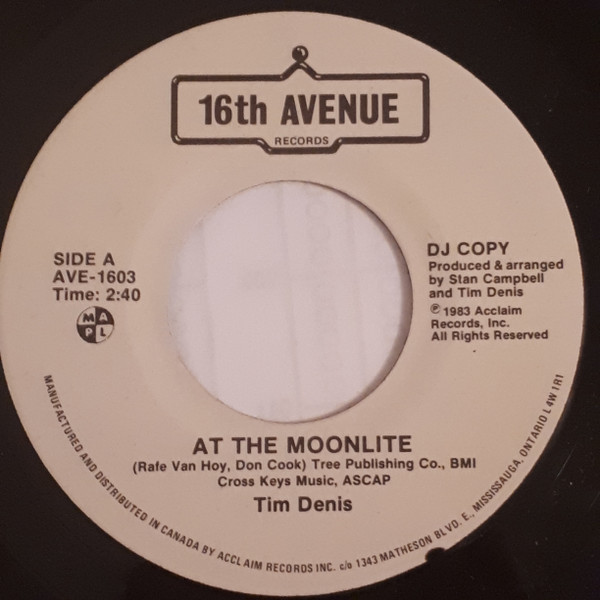 16th AVENUE
RECORDS
SIDE A
AVE-1603
Time: 2:40
M A
P L
DJ COPY
Produced & arranged
by Stan Campbell
and Tim Denis
℗ 1983 Acclaim
Records, Inc.
All Rights Reserved
AT THE MOONLITE
(Rafe Van Hoy, Don Cook) Tree Publishing Co., BMI
Cross Keys Music, ASCAP
Tim Denis
MANUFACTURED AND DISTRIBUTED IN CANADA BY ACCLAIM RECORDS INC. c/o 1343 MATHESON BLVD. E., MISSISSAUGA, ONTARIO L4W 1R1